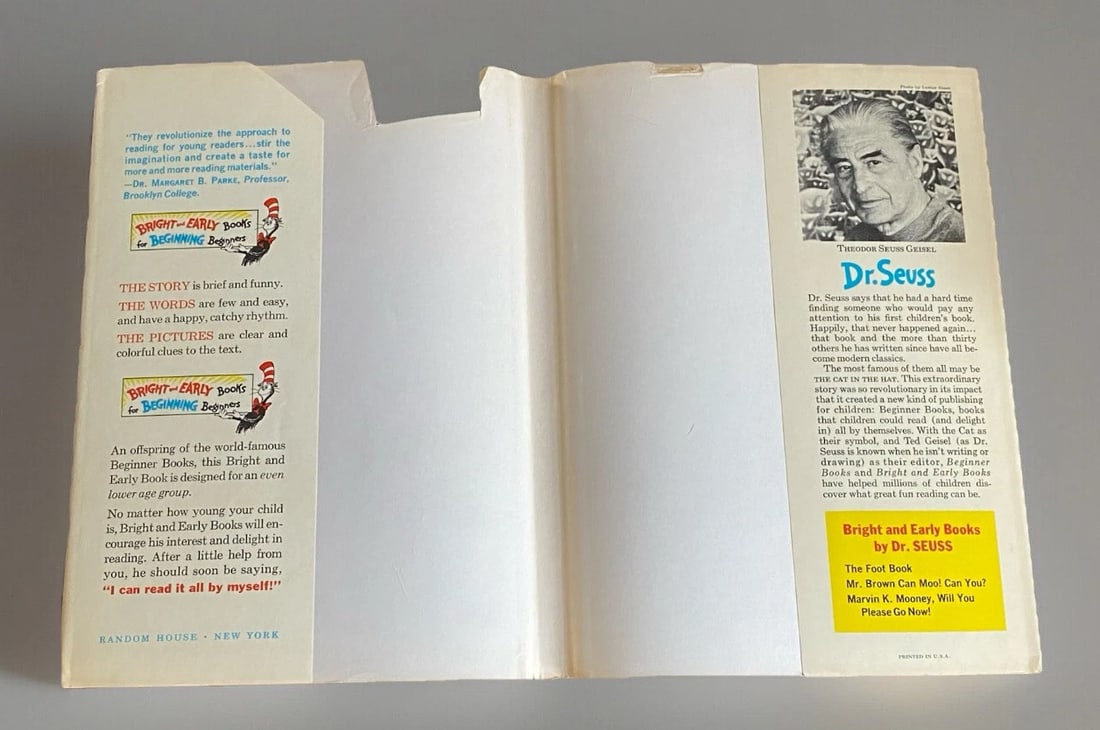 "They revolutionize the approach to
reading for young readers...stir the
imagination and create a taste for
more and more reading materials."
—DR. MARGARET B. PARKE, Professor,
Brooklyn College.
BRIGHT and EARLY Books
for BEGINNING Beginners
THE STORY is brief and funny.
THE WORDS are few and easy,
and have a happy, catchy rhythm.
THE PICTURES are clear and
colorful clues to the text.
BRIGHT and EARLY Books
for BEGINNING Beginners
An offspring of the world-famous
Beginner Books, this Bright and
Early Book is designed for an even
lower age group.
No matter how young your child
is, Bright and Early Books will en-
courage his interest and delight in
reading. After a little help from
you, he should soon be saying,
"I can read it all by myself!"
RANDOM HOUSE · NEW YORK
Photo by
THEODOR SEUSS GEISEL
Dr. Seuss
Dr. Seuss says that he had a hard time
finding someone who would pay any
attention to his first children's book.
Happily, that never happened again...
that book and the more than thirty
others he has written since have all be-
come modern classics.
The most famous of them all may be
THE CAT IN THE HAT. This extraordinary
story was so revolutionary in its impact
that it created a new kind of publishing
for children: Beginner Books, books
that children could read (and delight
in) all by themselves. With the Cat as
their symbol, and Ted Geisel (as Dr.
Seuss is known when he isn't writing or
drawing) as their editor, Beginner
Books and Bright and Early Books
have helped millions of children dis-
cover what great fun reading can be.
Bright and Early Books
by Dr. SEUSS
The Foot Book
Mr. Brown Can Moo! Can You?
Marvin K. Mooney, Will You
Please Go Now!
PRINTED IN U.S.A.